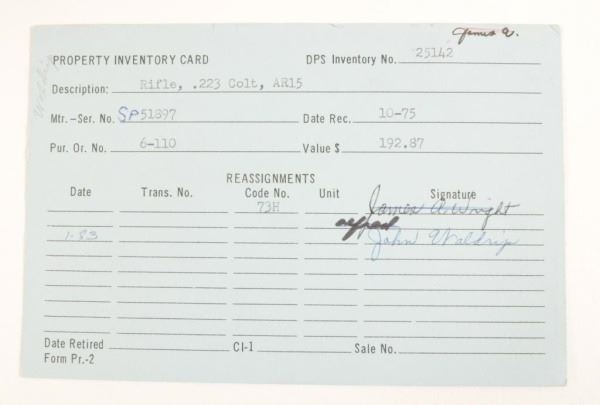 James W.
PROPERTY INVENTORY CARD DPS Inventory No. 25142
Description: Rifle, .223 Colt, AR15
Mtr.-Ser. No. SP51897 Date Rec. 10-75
Pur. Or. No. 6-110 Value $ 192.87
REASSIGNMENTS
Date Trans. No. Code No. Unit Signature
73H James A Wright
1-83 John Waldrip
Date Retired CI-1 Sale No.
Form Pr.-2